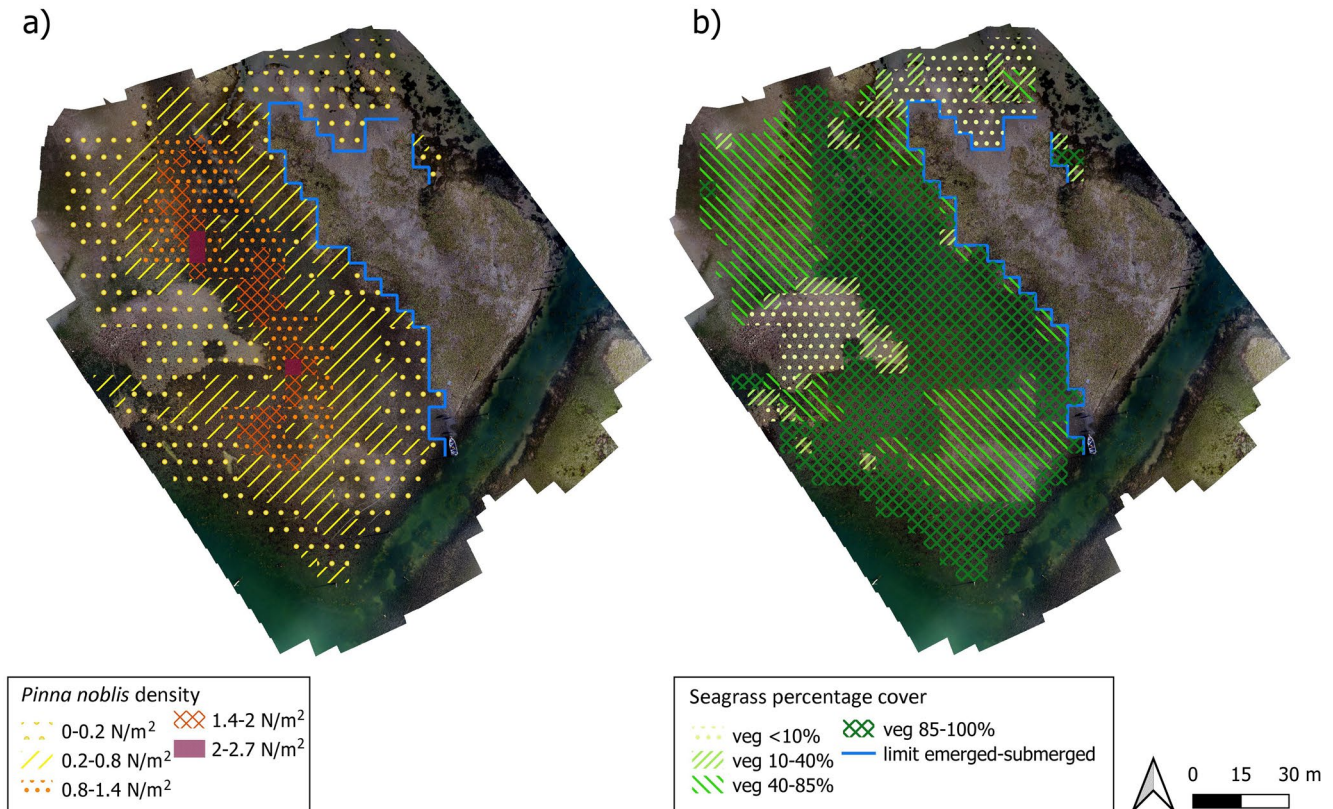 a)
b)
Pinna noblis density
0-0.2 N/m²
0.2-0.8 N/m²
0.8-1.4 N/m²
1.4-2 N/m²
2-2.7 N/m²
Seagrass percentage cover
veg <10%
veg 10-40%
veg 40-85%
veg 85-100%
limit emerged-submerged
0 15 30 m